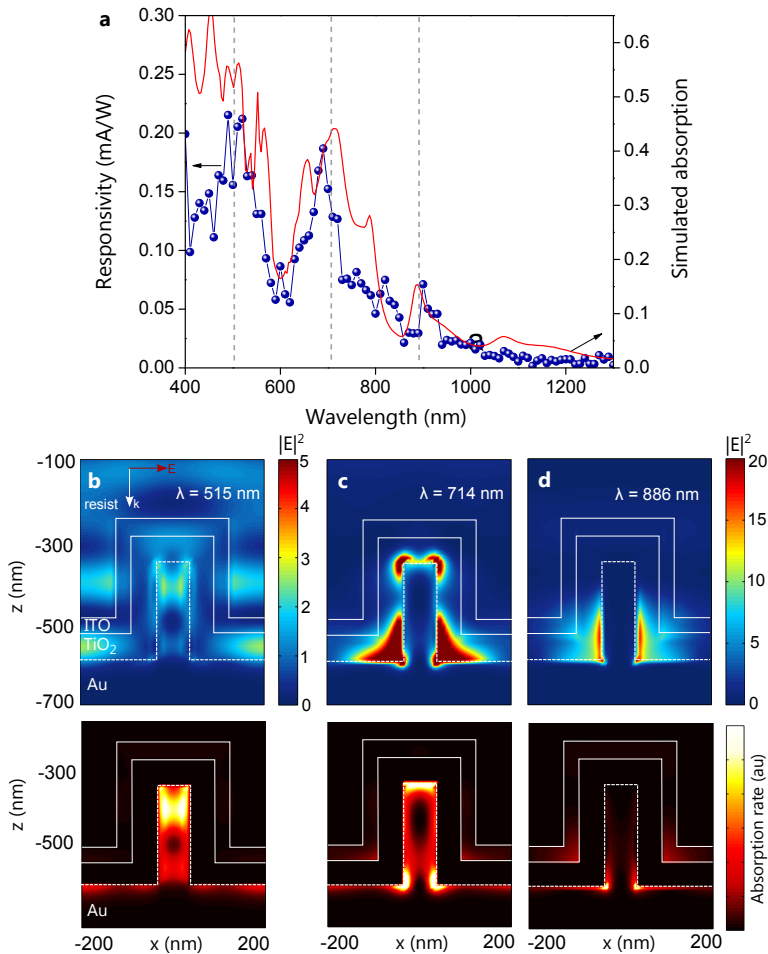 a
0.30
0.25
0.20
0.15
0.10
0.05
0.00
Responsivity (mA/W)
0.6
0.5
0.4
0.3
0.2
0.1
0
Simulated absorption
400 600 800 1000 1200
Wavelength (nm)
|E|²
|E|²
-100
-300
-500
-700
z (nm)
b
E
k
resist
λ = 515 nm
ITO
TiO₂
Au
5
4
3
2
1
0
c
λ = 714 nm
d
λ = 886 nm
20
15
10
5
0
-300
-500
z (nm)
Au
Absorption rate (au)
-200 x (nm) 200
-200 x (nm) 200
-200 x (nm) 200